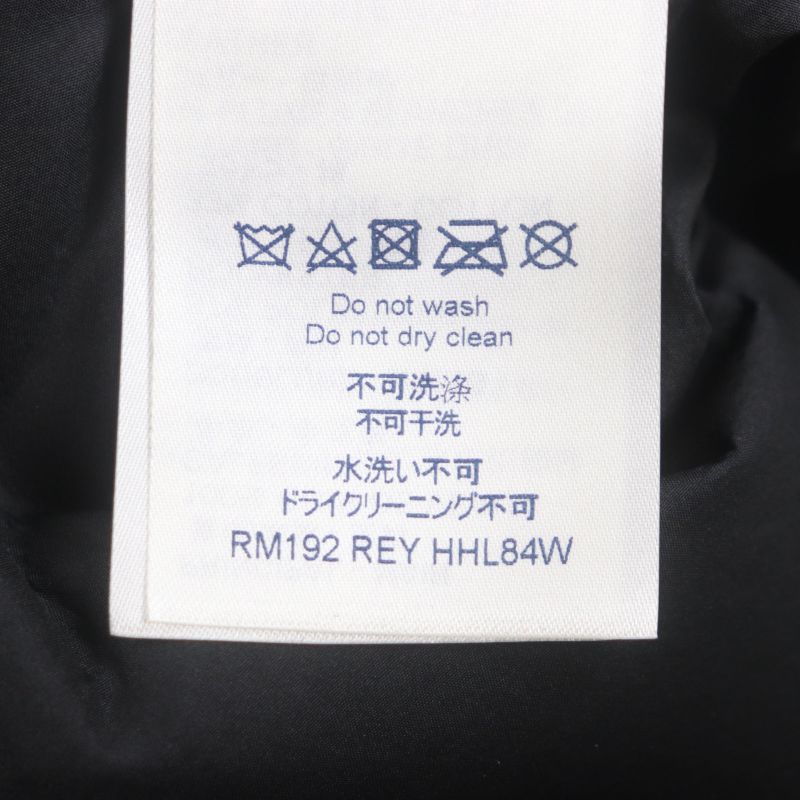 Do not wash
Do not dry clean
不可洗涤
不可干洗
水洗い不可
ドライクリーニング不可
RM192 REY HHL84W